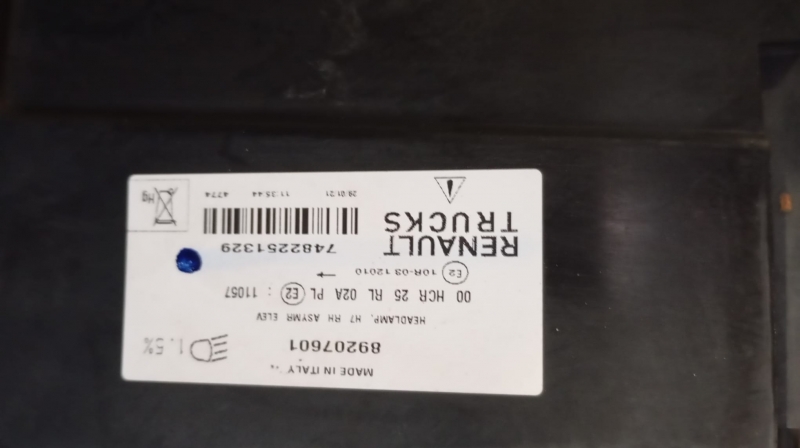 MADE IN ITALY
89207601
1.5%
HEADLAMP, H7 RH ASYMR ELEV
00 HCR 25 RL 02A PL E2 : 11057
E2 10R-03 12010 →
RENAULT
TRUCKS
7482251329
28/01/21 11:35:44 4774
Hg